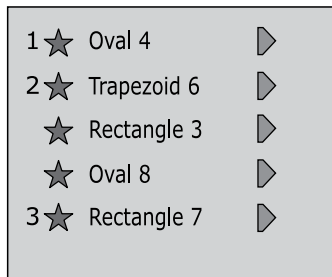 1 Oval 4
2 Trapezoid 6
Rectangle 3
Oval 8
3 Rectangle 7